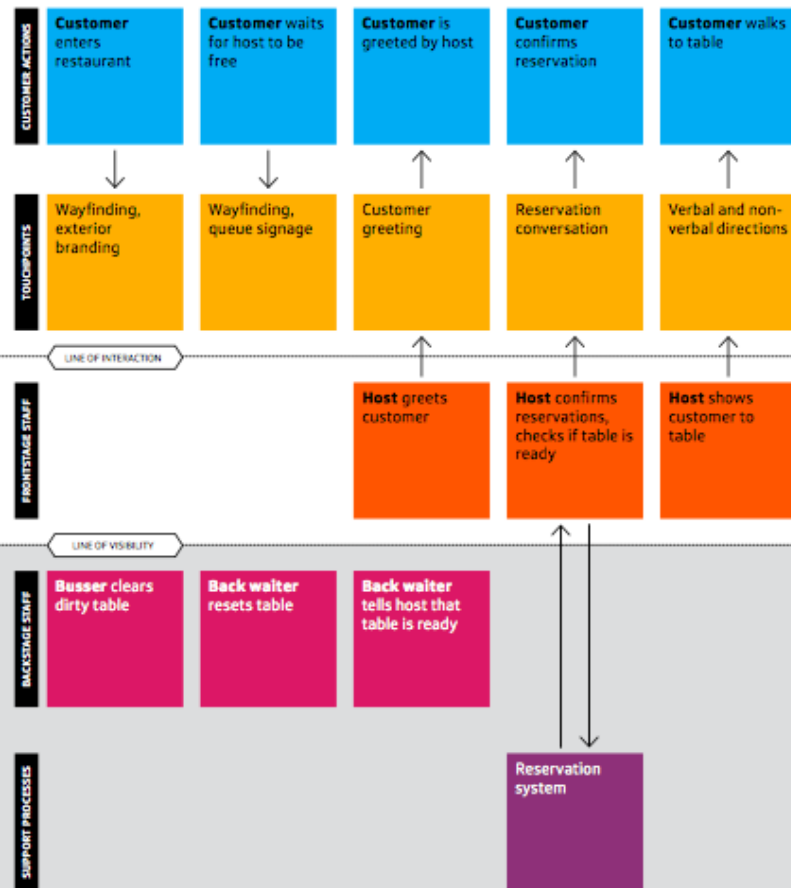 CUSTOMER ACTIONS
Customer
enters
restaurant
Customer waits
for host to be
free
Customer is
greeted by host
Customer
confirms
reservation
Customer walks
to table
TOUCHPOINTS
Wayfinding,
exterior
branding
Wayfinding,
queue signage
Customer
greeting
Reservation
conversation
Verbal and non-
verbal directions
LINE OF INTERACTION
FRONTSTAGE STAFF
Host greets
customer
Host confirms
reservations,
checks if table is
ready
Host shows
customer to
table
LINE OF VISIBILITY
BACKSTAGE STAFF
Busser clears
dirty table
Back waiter
resets table
Back waiter
tells host that
table is ready
SUPPORT PROCESSES
Reservation
system